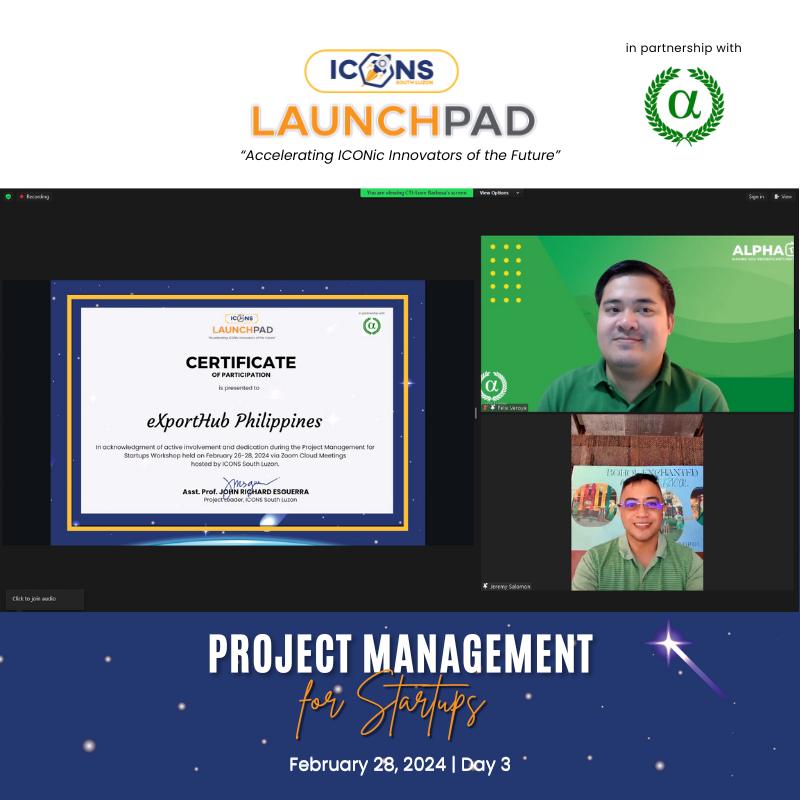 in partnership with
ICONS
SOUTH LUZON
α
LAUNCHPAD
“Accelerating ICONic Innovators of the Future”
Recording
You are viewing CTI-Leon Barbosa's screen
View Options
Sign in
View
ALPHA
ICONS
LAUNCHPAD
"Accelerating ICONic Innovators of the Future"
in partnership with
α
CERTIFICATE
OF PARTICIPATION
is presented to
eXportHub Philippines
In acknowledgment of active involvement and dedication during the Project Management for
Startups Workshop held on February 26-28, 2024 via Zoom Cloud Meetings
hosted by ICONS South Luzon.
Asst. Prof. JOHN RICHARD ESGUERRA
Project Leader, ICONS South Luzon
α
Felix Veroya
BOHOL ENCHANTED
Jeremy Salamon
Click to join audio
PROJECT MANAGEMENT
for Startups
February 28, 2024 | Day 3